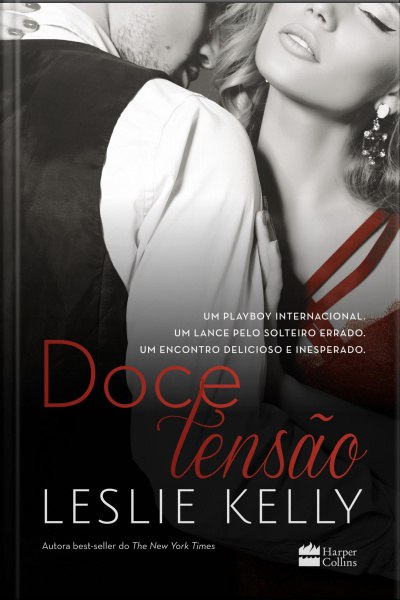 UM PLAYBOY INTERNACIONAL.
UM LANCE PELO SOLTEIRO ERRADO.
UM ENCONTRO DELICIOSO E INESPERADO.
Doce
tensão
LESLIE KELLY
Autora best-seller do The New York Times
Harper
Collins